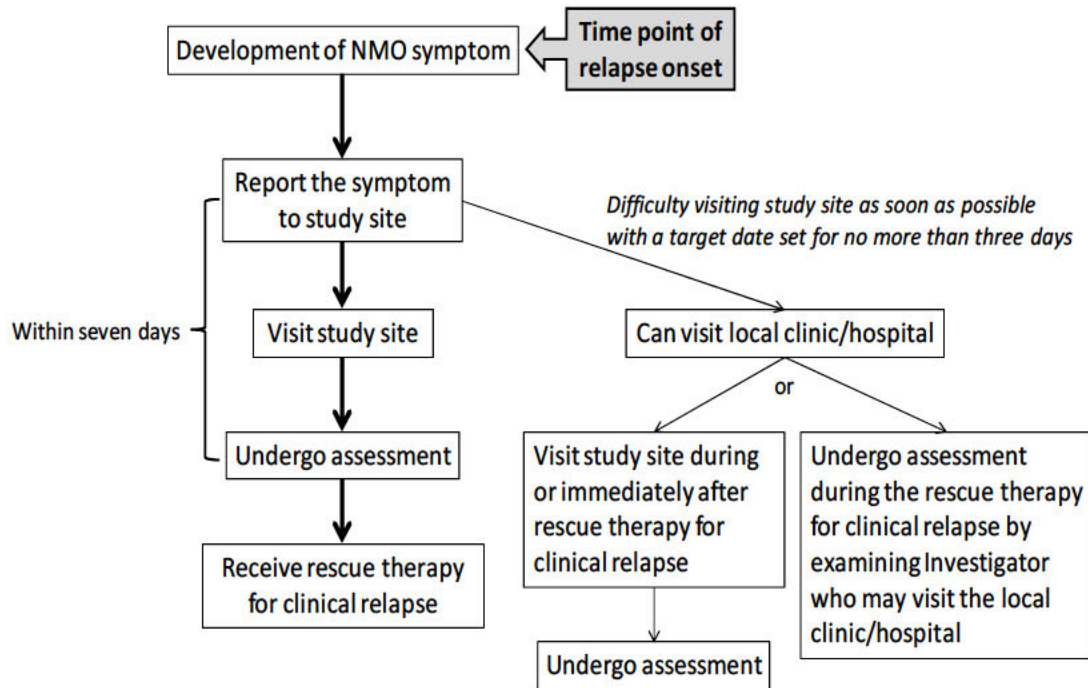 Development of NMO symptom
Time point of
relapse onset
Report the symptom
to study site
Difficulty visiting study site as soon as possible
with a target date set for no more than three days
Within seven days
Visit study site
Can visit local clinic/hospital
or
Undergo assessment
Visit study site during
or immediately after
rescue therapy for
clinical relapse
Undergo assessment
during the rescue therapy
for clinical relapse by
examining Investigator
who may visit the local
clinic/hospital
Receive rescue therapy
for clinical relapse
Undergo assessment